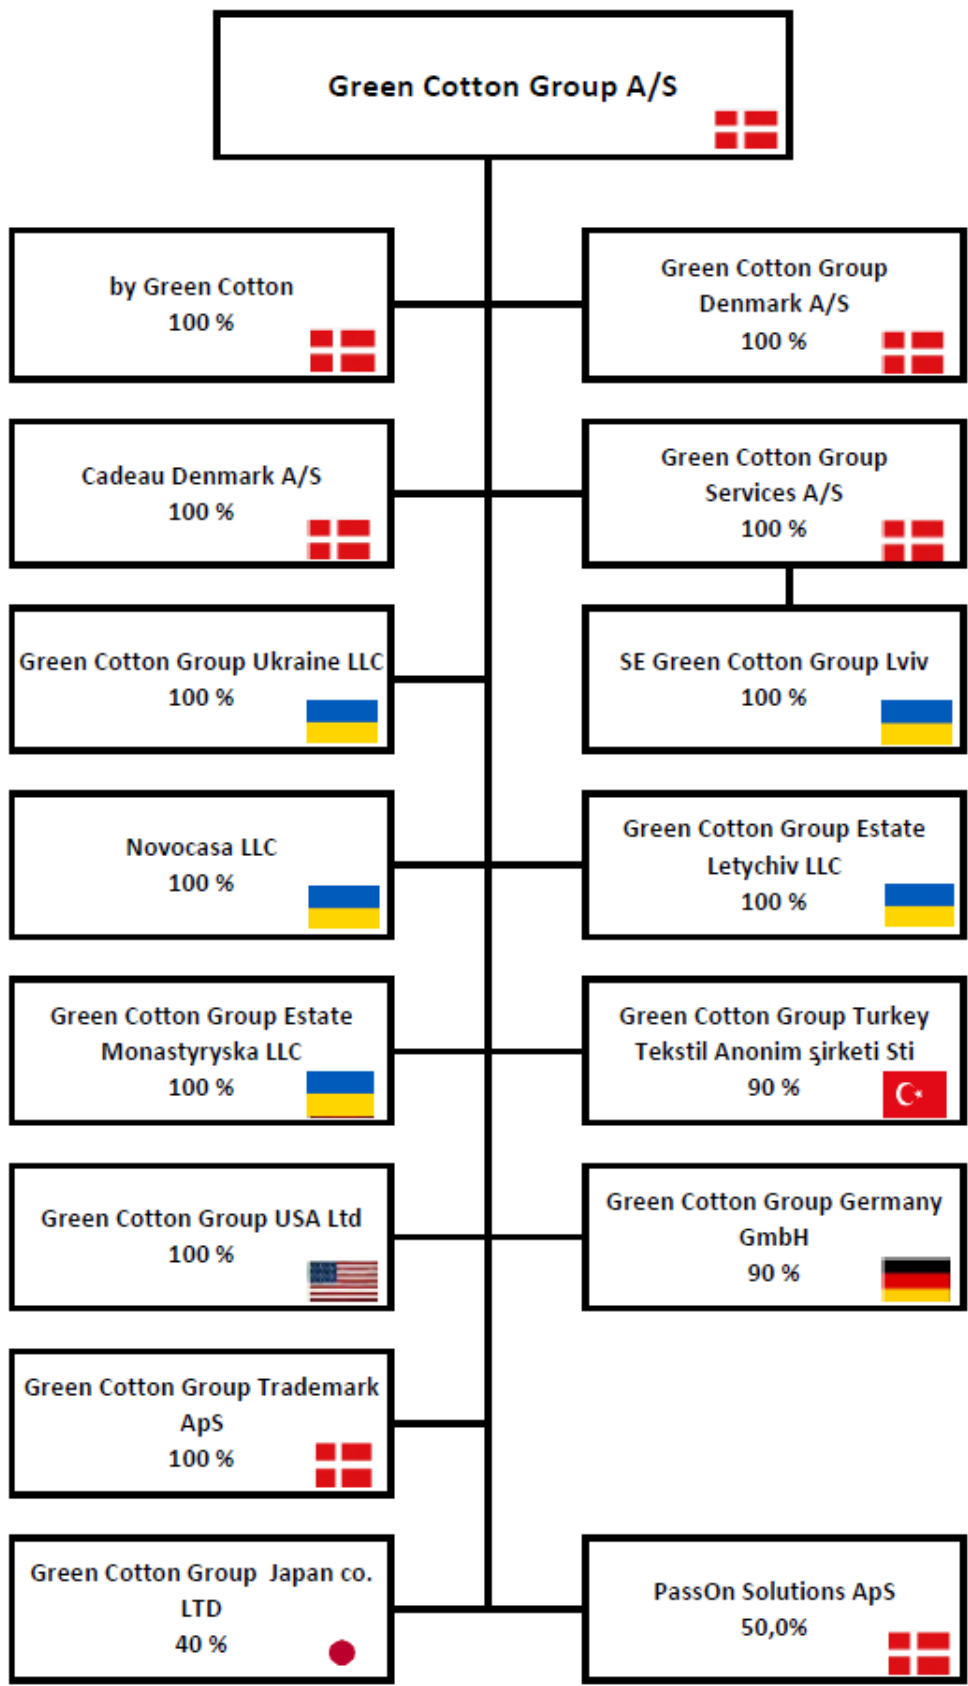 Green Cotton Group A/S
by Green Cotton
100 %
Green Cotton Group
Denmark A/S
100 %
Cadeau Denmark A/S
100 %
Green Cotton Group
Services A/S
100 %
Green Cotton Group Ukraine LLC
100 %
SE Green Cotton Group Lviv
100 %
Novocasa LLC
100 %
Green Cotton Group Estate
Letychiv LLC
100 %
Green Cotton Group Estate
Monastyryska LLC
100 %
Green Cotton Group Turkey
Tekstil Anonim şirketi Sti
90 %
Green Cotton Group USA Ltd
100 %
Green Cotton Group Germany
GmbH
90 %
Green Cotton Group Trademark
ApS
100 %
Green Cotton Group Japan co.
LTD
40 %
PassOn Solutions ApS
50,0%